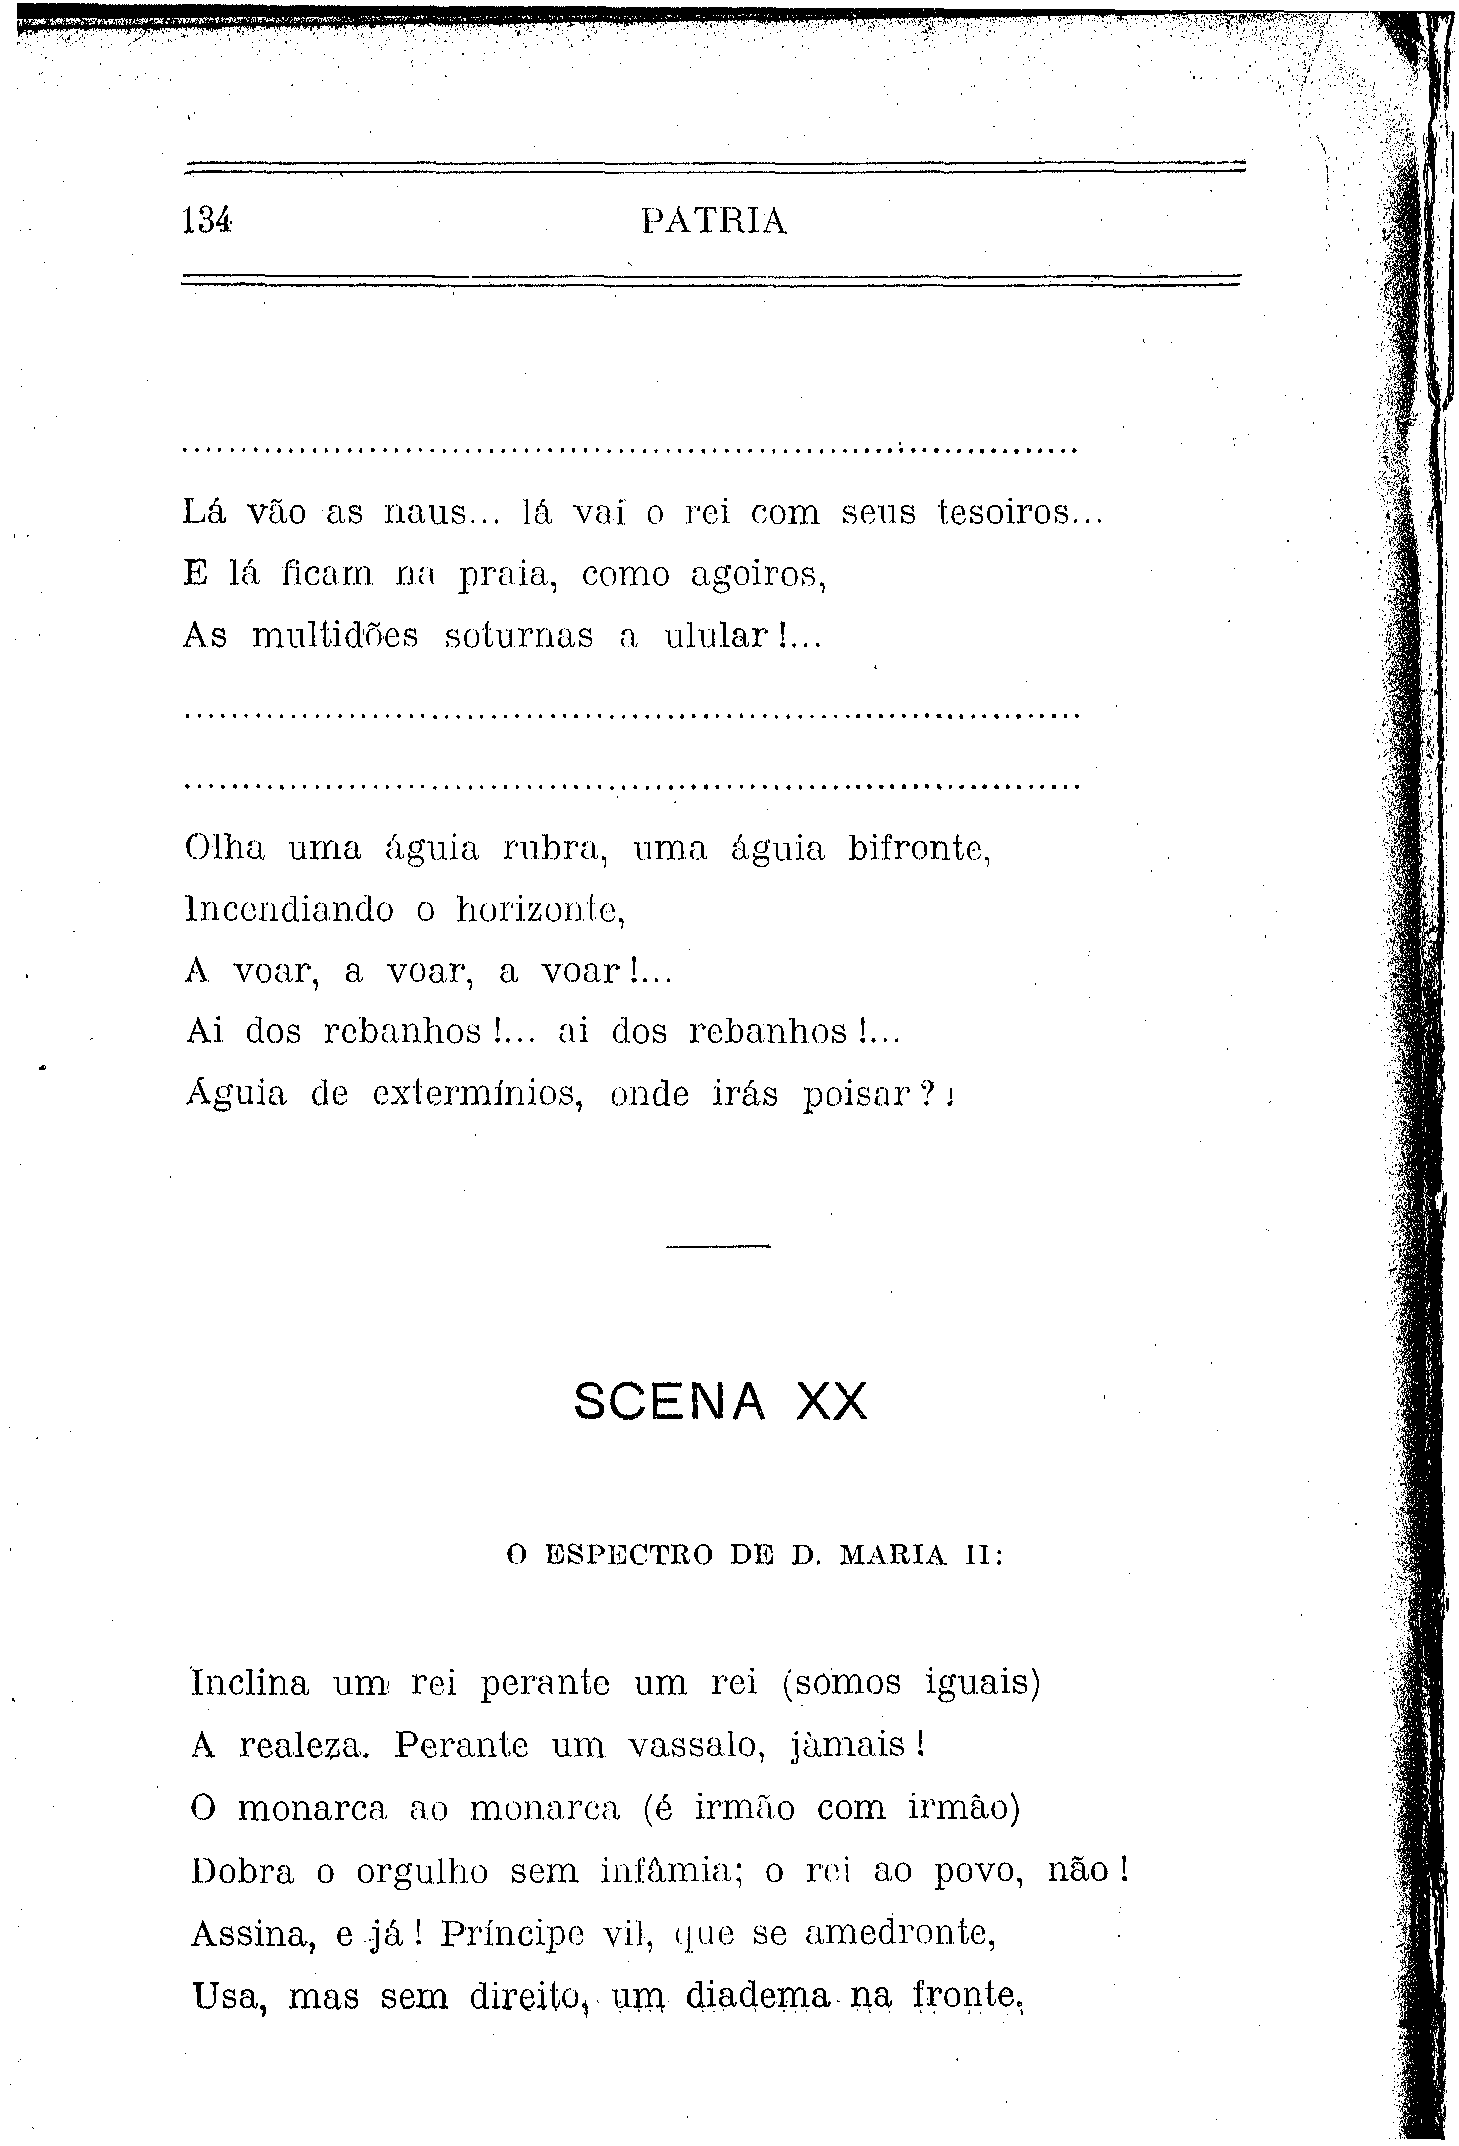 134 PATRIA
...........................................................................
Lá vão as naus... lá vai o rei com seus tesoiros...
E lá ficam na praia, como agoiros,
As multidões soturnas a ulular!...
...........................................................................
...........................................................................
Olha uma águia rubra, uma águia bifronte,
Incendiando o horizonte,
A voar, a voar, a voar!...
Ai dos rebanhos!... ai dos rebanhos!...
Águia de extermínios, onde irás poisar?!
SCENA XX
O ESPECTRO DE D. MARIA II:
Inclina um rei perante um rei (somos iguais)
A realeza. Perante um vassalo, jàmais!
O monarca ao monarca (é irmão com irmão)
Dobra o orgulho sem infâmia; o rei ao povo, não!
Assina, e já! Príncipe vil, que se amedronte,
Usa, mas sem direito, um diadema na fronte.